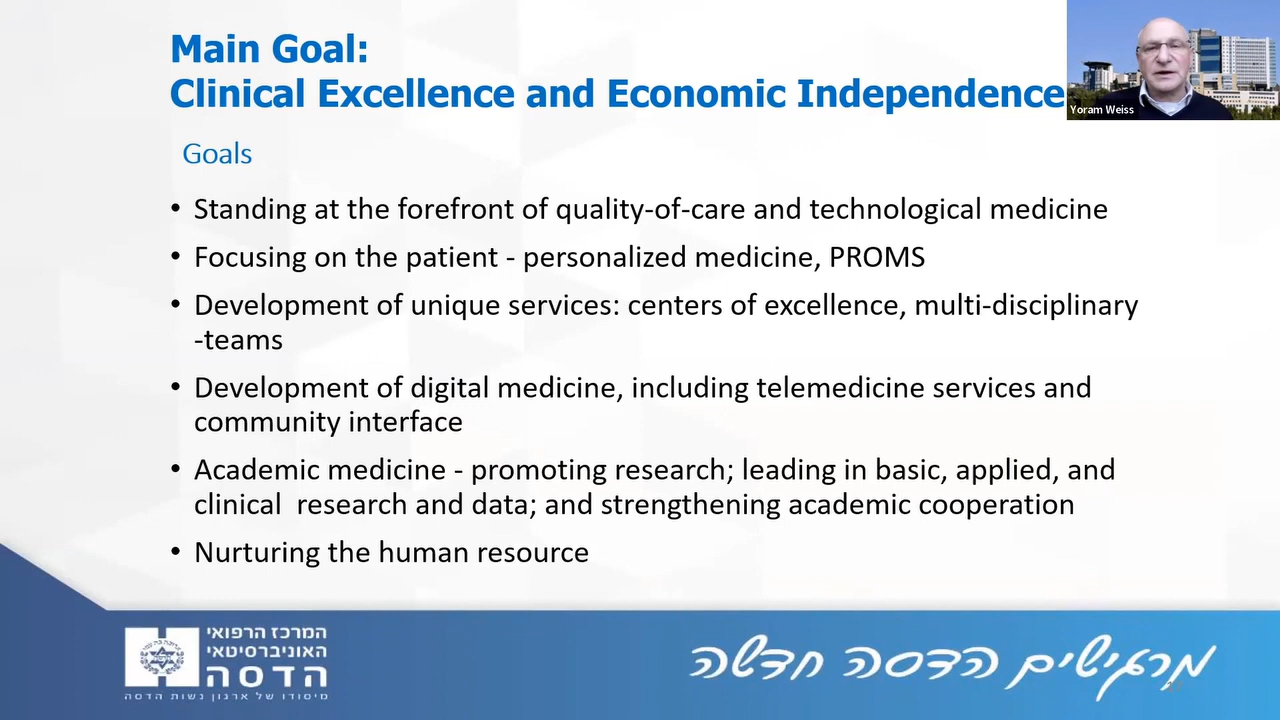 Main Goal:
Clinical Excellence and Economic Independence
Yoram Weiss
Goals
• Standing at the forefront of quality-of-care and technological medicine
• Focusing on the patient - personalized medicine, PROMS
• Development of unique services: centers of excellence, multi-disciplinary
-teams
• Development of digital medicine, including telemedicine services and
community interface
• Academic medicine - promoting research; leading in basic, applied, and
clinical  research and data; and strengthening academic cooperation
• Nurturing the human resource
המרכז הרפואי
האוניברסיטאי
הדסה
מיסודו של ארגון נשות הדסה
מרגישים הדסה חדשה